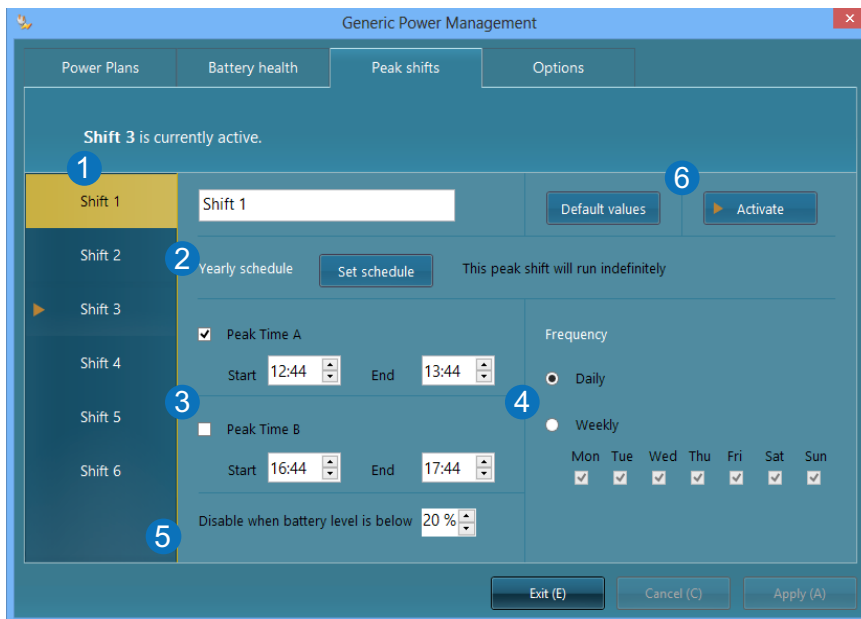 Generic Power Management
Power Plans Battery health Peak shifts Options
Shift 3 is currently active.
1
6
Shift 1
Shift 1
Default values
Activate
Shift 2
2
Yearly schedule
Set schedule
This peak shift will run indefinitely
Shift 3
Peak Time A
Frequency
Shift 4
Start 12:44 End 13:44
Daily
3
4
Shift 5
Peak Time B
Weekly
Mon Tue Wed Thu Fri Sat Sun
Shift 6
Start 16:44 End 17:44
5
Disable when battery level is below 20 %
Exit (E) Cancel (C) Apply (A)